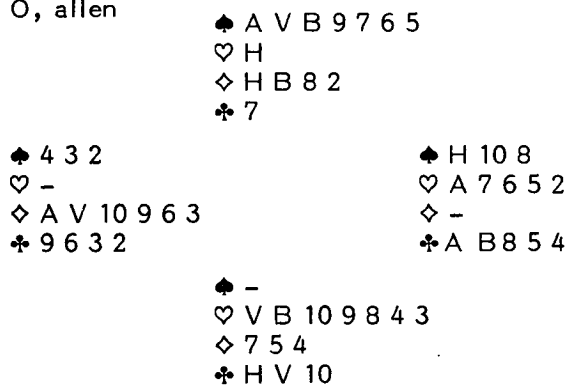 O, allen
♠ A V B 9 7 6 5
♡ H
♢ H B 8 2
♣ 7
♠ 4 3 2
♡ –
♢ A V 10 9 6 3
♣ 9 6 3 2
♠ H 10 8
♡ A 7 6 5 2
♢ –
♣ A B 8 5 4
♠ –
♡ V B 10 9 8 4 3
♢ 7 5 4
♣ H V 10